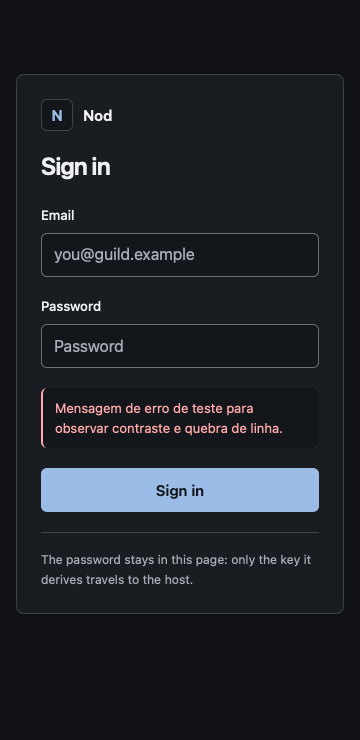 N
Nod
Sign in
Email
you@guild.example
Password
Password
Mensagem de erro de teste para
observar contraste e quebra de linha.
Sign in
The password stays in this page: only the key it
derives travels to the host.